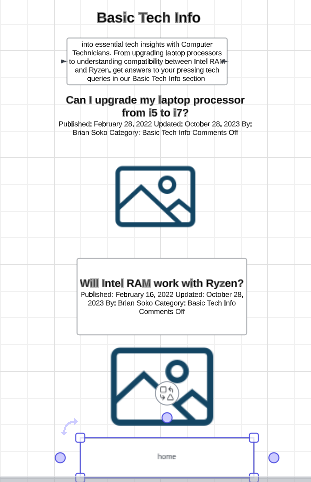 Basic Tech Info
into essential tech insights with Computer
Technicians. From upgrading laptop processors
to understanding compatibility between Intel RAM
and Ryzen, get answers to your pressing tech
queries in our Basic Tech Info section
Can I upgrade my laptop processor
from i5 to i7?
Published: February 28, 2022 Updated: October 28, 2023 By:
Brian Soko Category: Basic Tech Info Comments Off
Will Intel RAM work with Ryzen?
Published: February 16, 2022 Updated: October 28,
2023 By: Brian Soko Category: Basic Tech Info
Comments Off
home